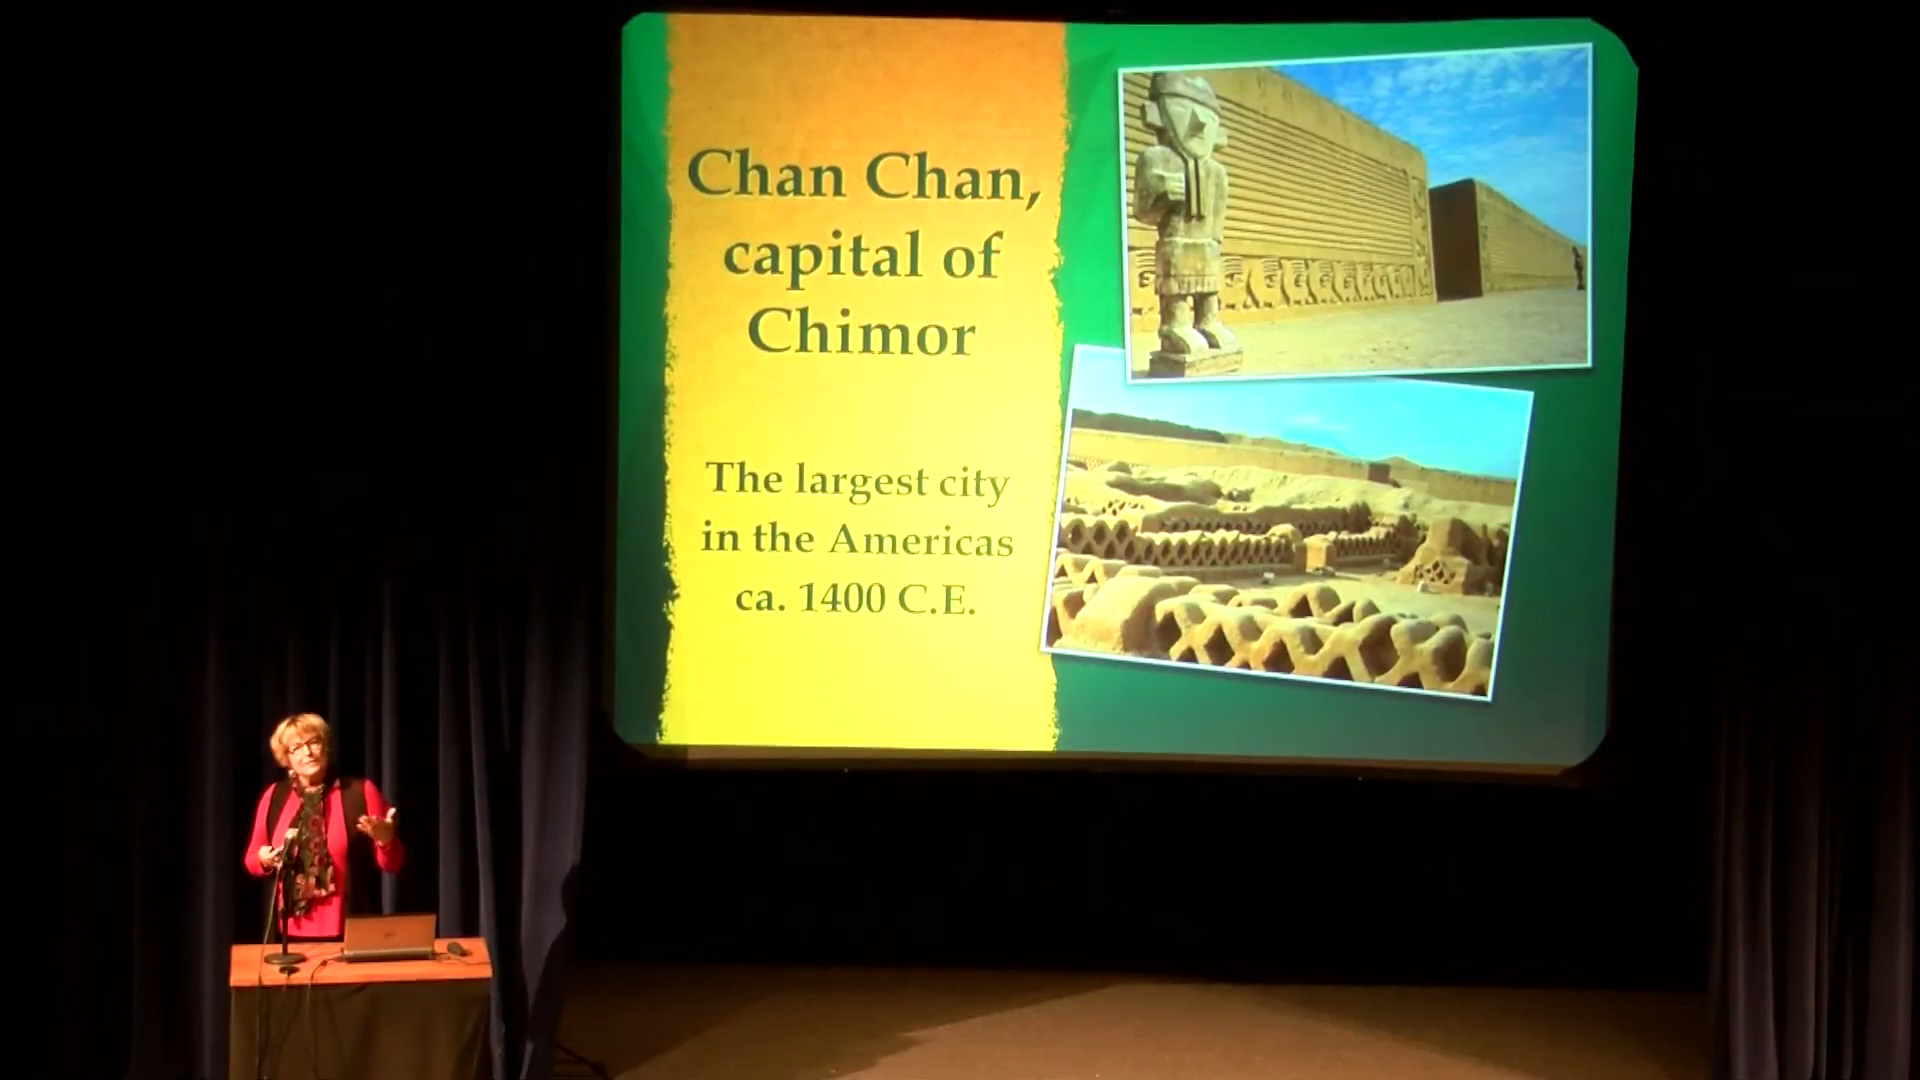 Chan Chan,
capital of
Chimor
The largest city
in the Americas
ca. 1400 C.E.